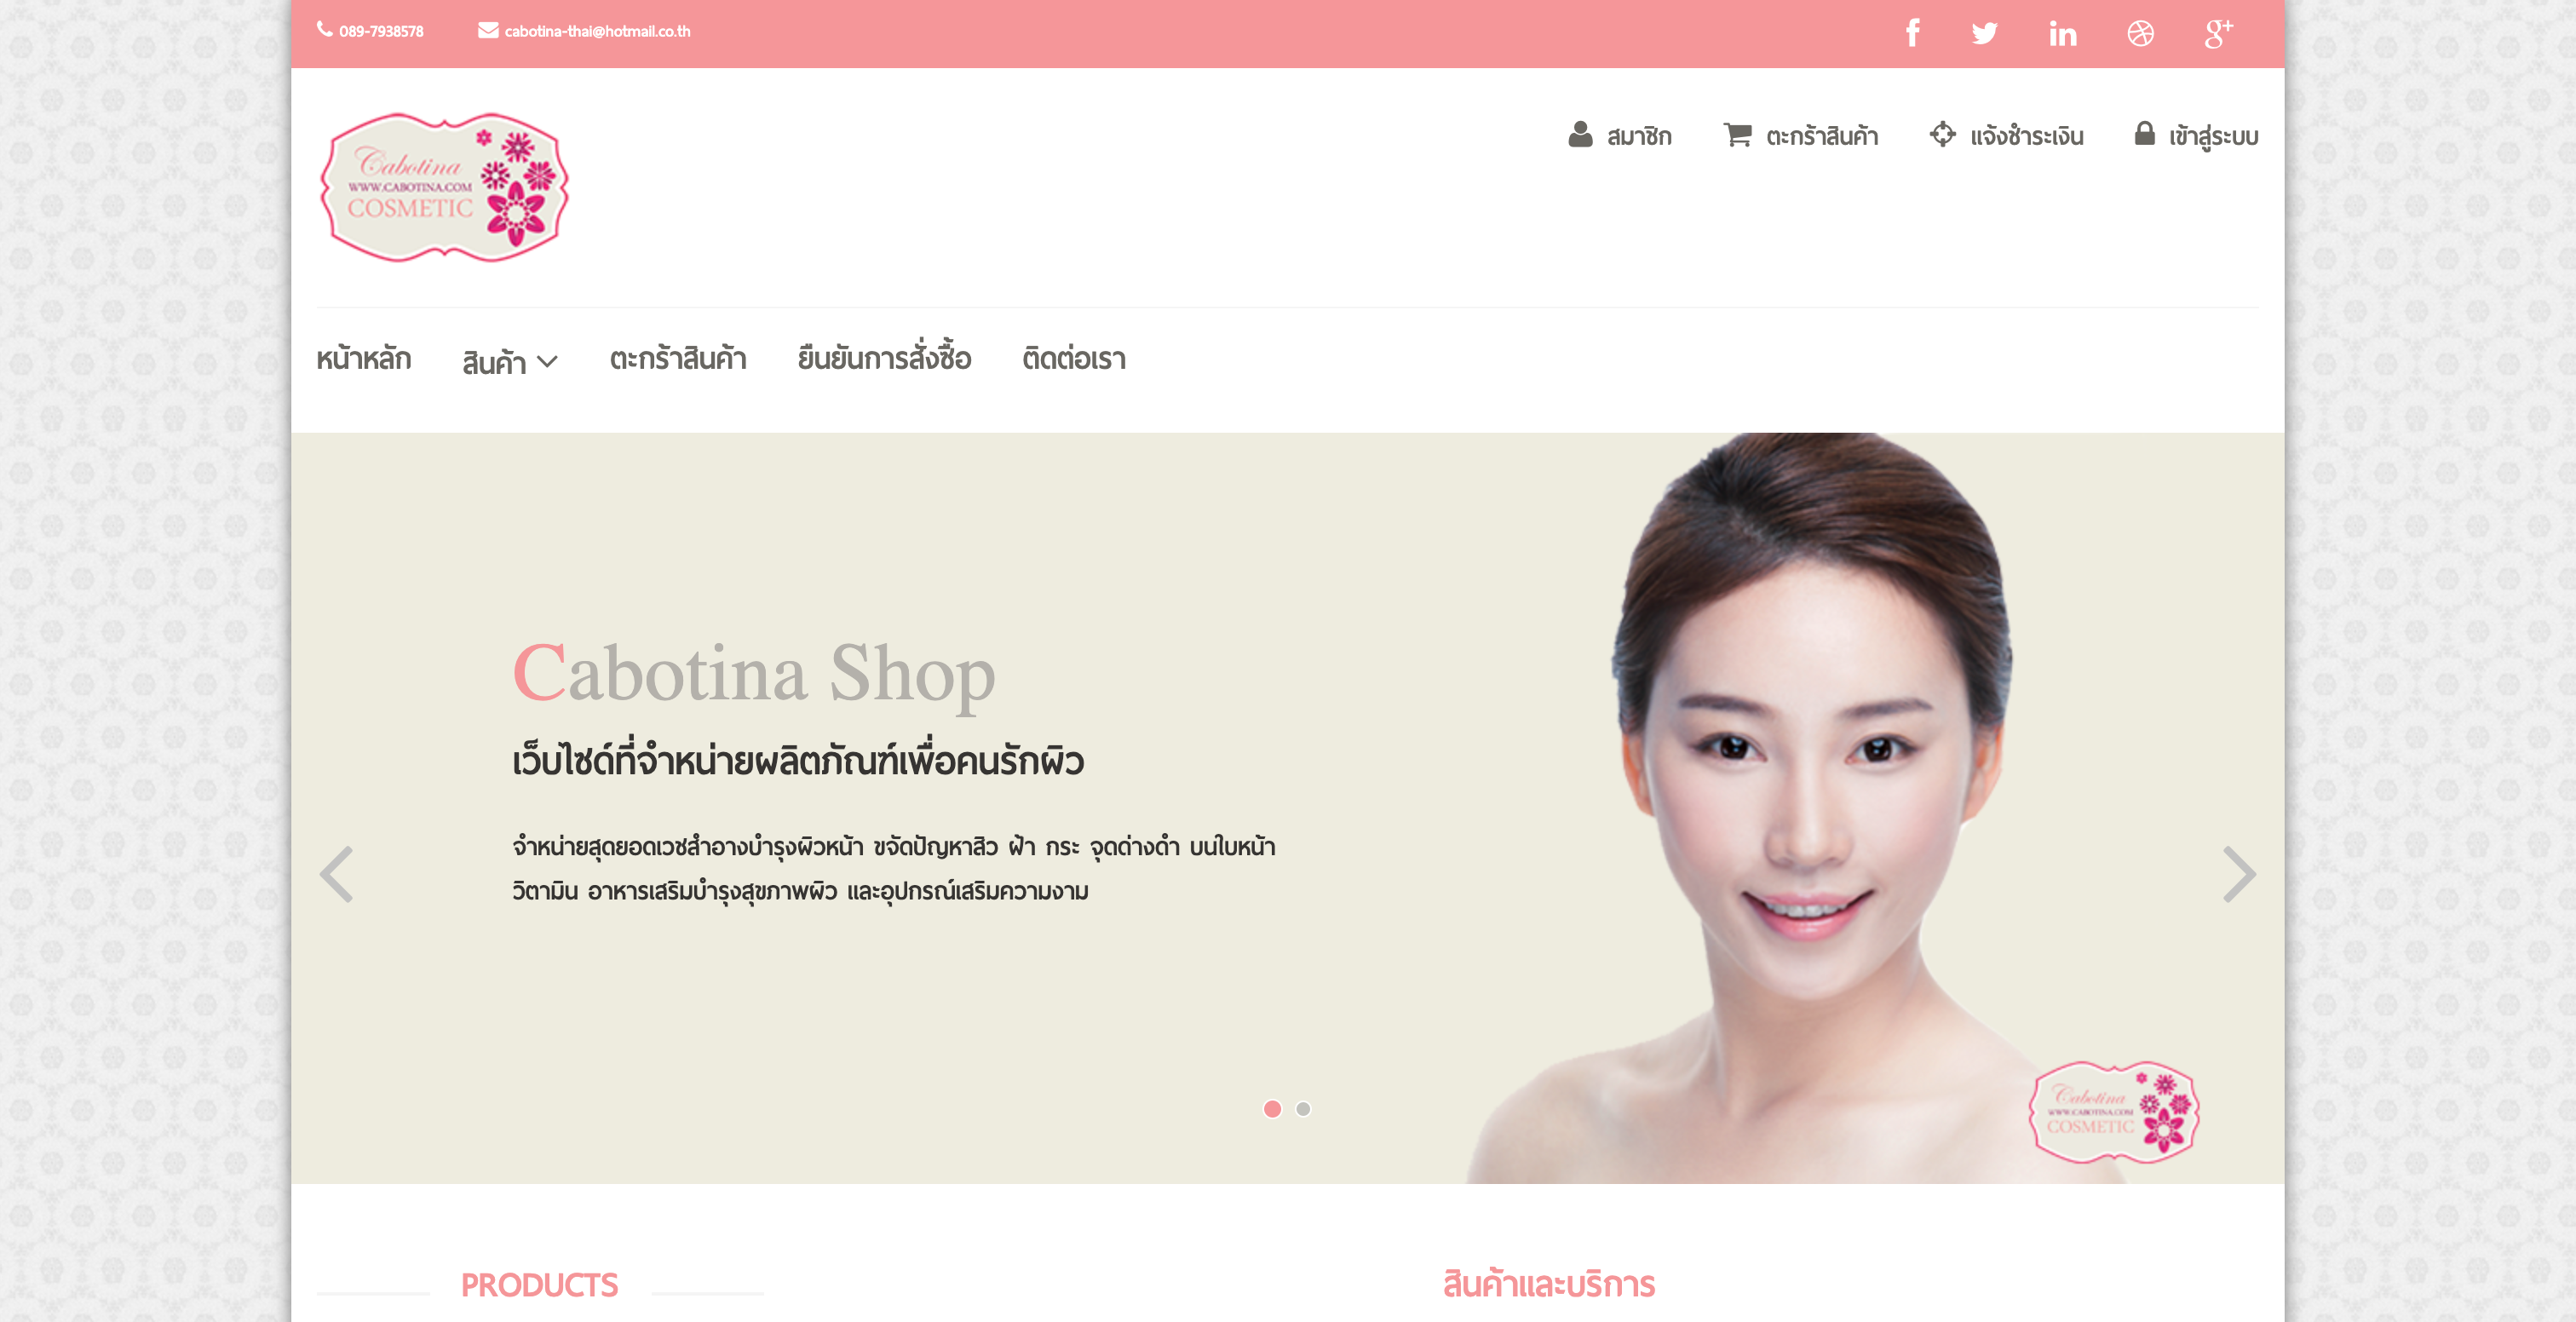 089-7938578
cabotina-thai@hotmail.co.th
Cabotina
WWW.CABOTINA.COM
COSMETIC
สมาชิก
ตะกร้าสินค้า
แจ้งชำระเงิน
เข้าสู่ระบบ
หน้าหลัก
สินค้า
ตะกร้าสินค้า
ยืนยันการสั่งซื้อ
ติดต่อเรา
Cabotina Shop
เว็บไซด์ที่จำหน่ายผลิตภัณฑ์เพื่อคนรักผิว
จำหน่ายสุดยอดเวชสำอางบำรุงผิวหน้า ขจัดปัญหาสิว ฝ้า กระ จุดด่างดำ บนใบหน้า
วิตามิน อาหารเสริมบำรุงสุขภาพผิว และอุปกรณ์เสริมความงาม
Cabotina
WWW.CABOTINA.COM
COSMETIC
PRODUCTS
สินค้าและบริการ